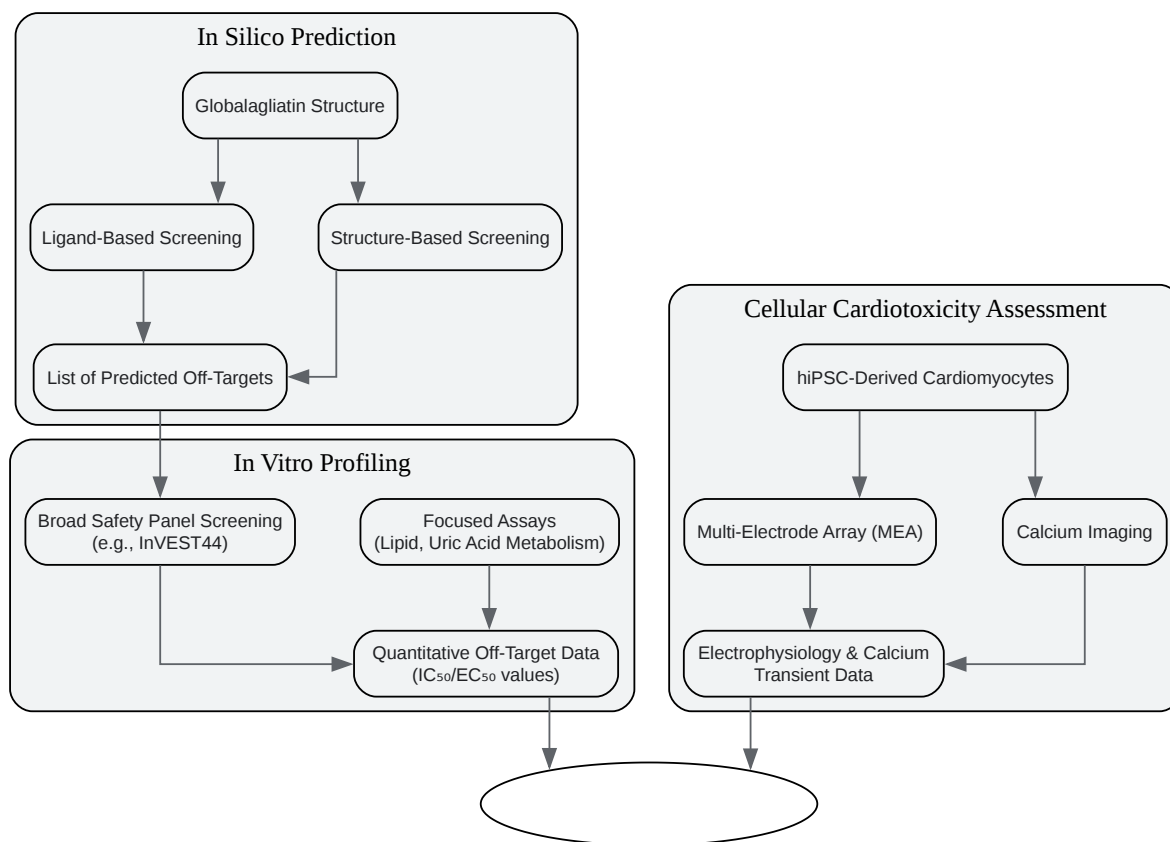 In Silico Prediction
Globalagliatin Structure
Ligand-Based Screening
Structure-Based Screening
List of Predicted Off-Targets
In Vitro Profiling
Broad Safety Panel Screening
(e.g., InVEST44)
Focused Assays
(Lipid, Uric Acid Metabolism)
Quantitative Off-Target Data
(IC₅₀/EC₅₀ values)
Cellular Cardiotoxicity Assessment
hiPSC-Derived Cardiomyocytes
Multi-Electrode Array (MEA)
Calcium Imaging
Electrophysiology & Calcium
Transient Data